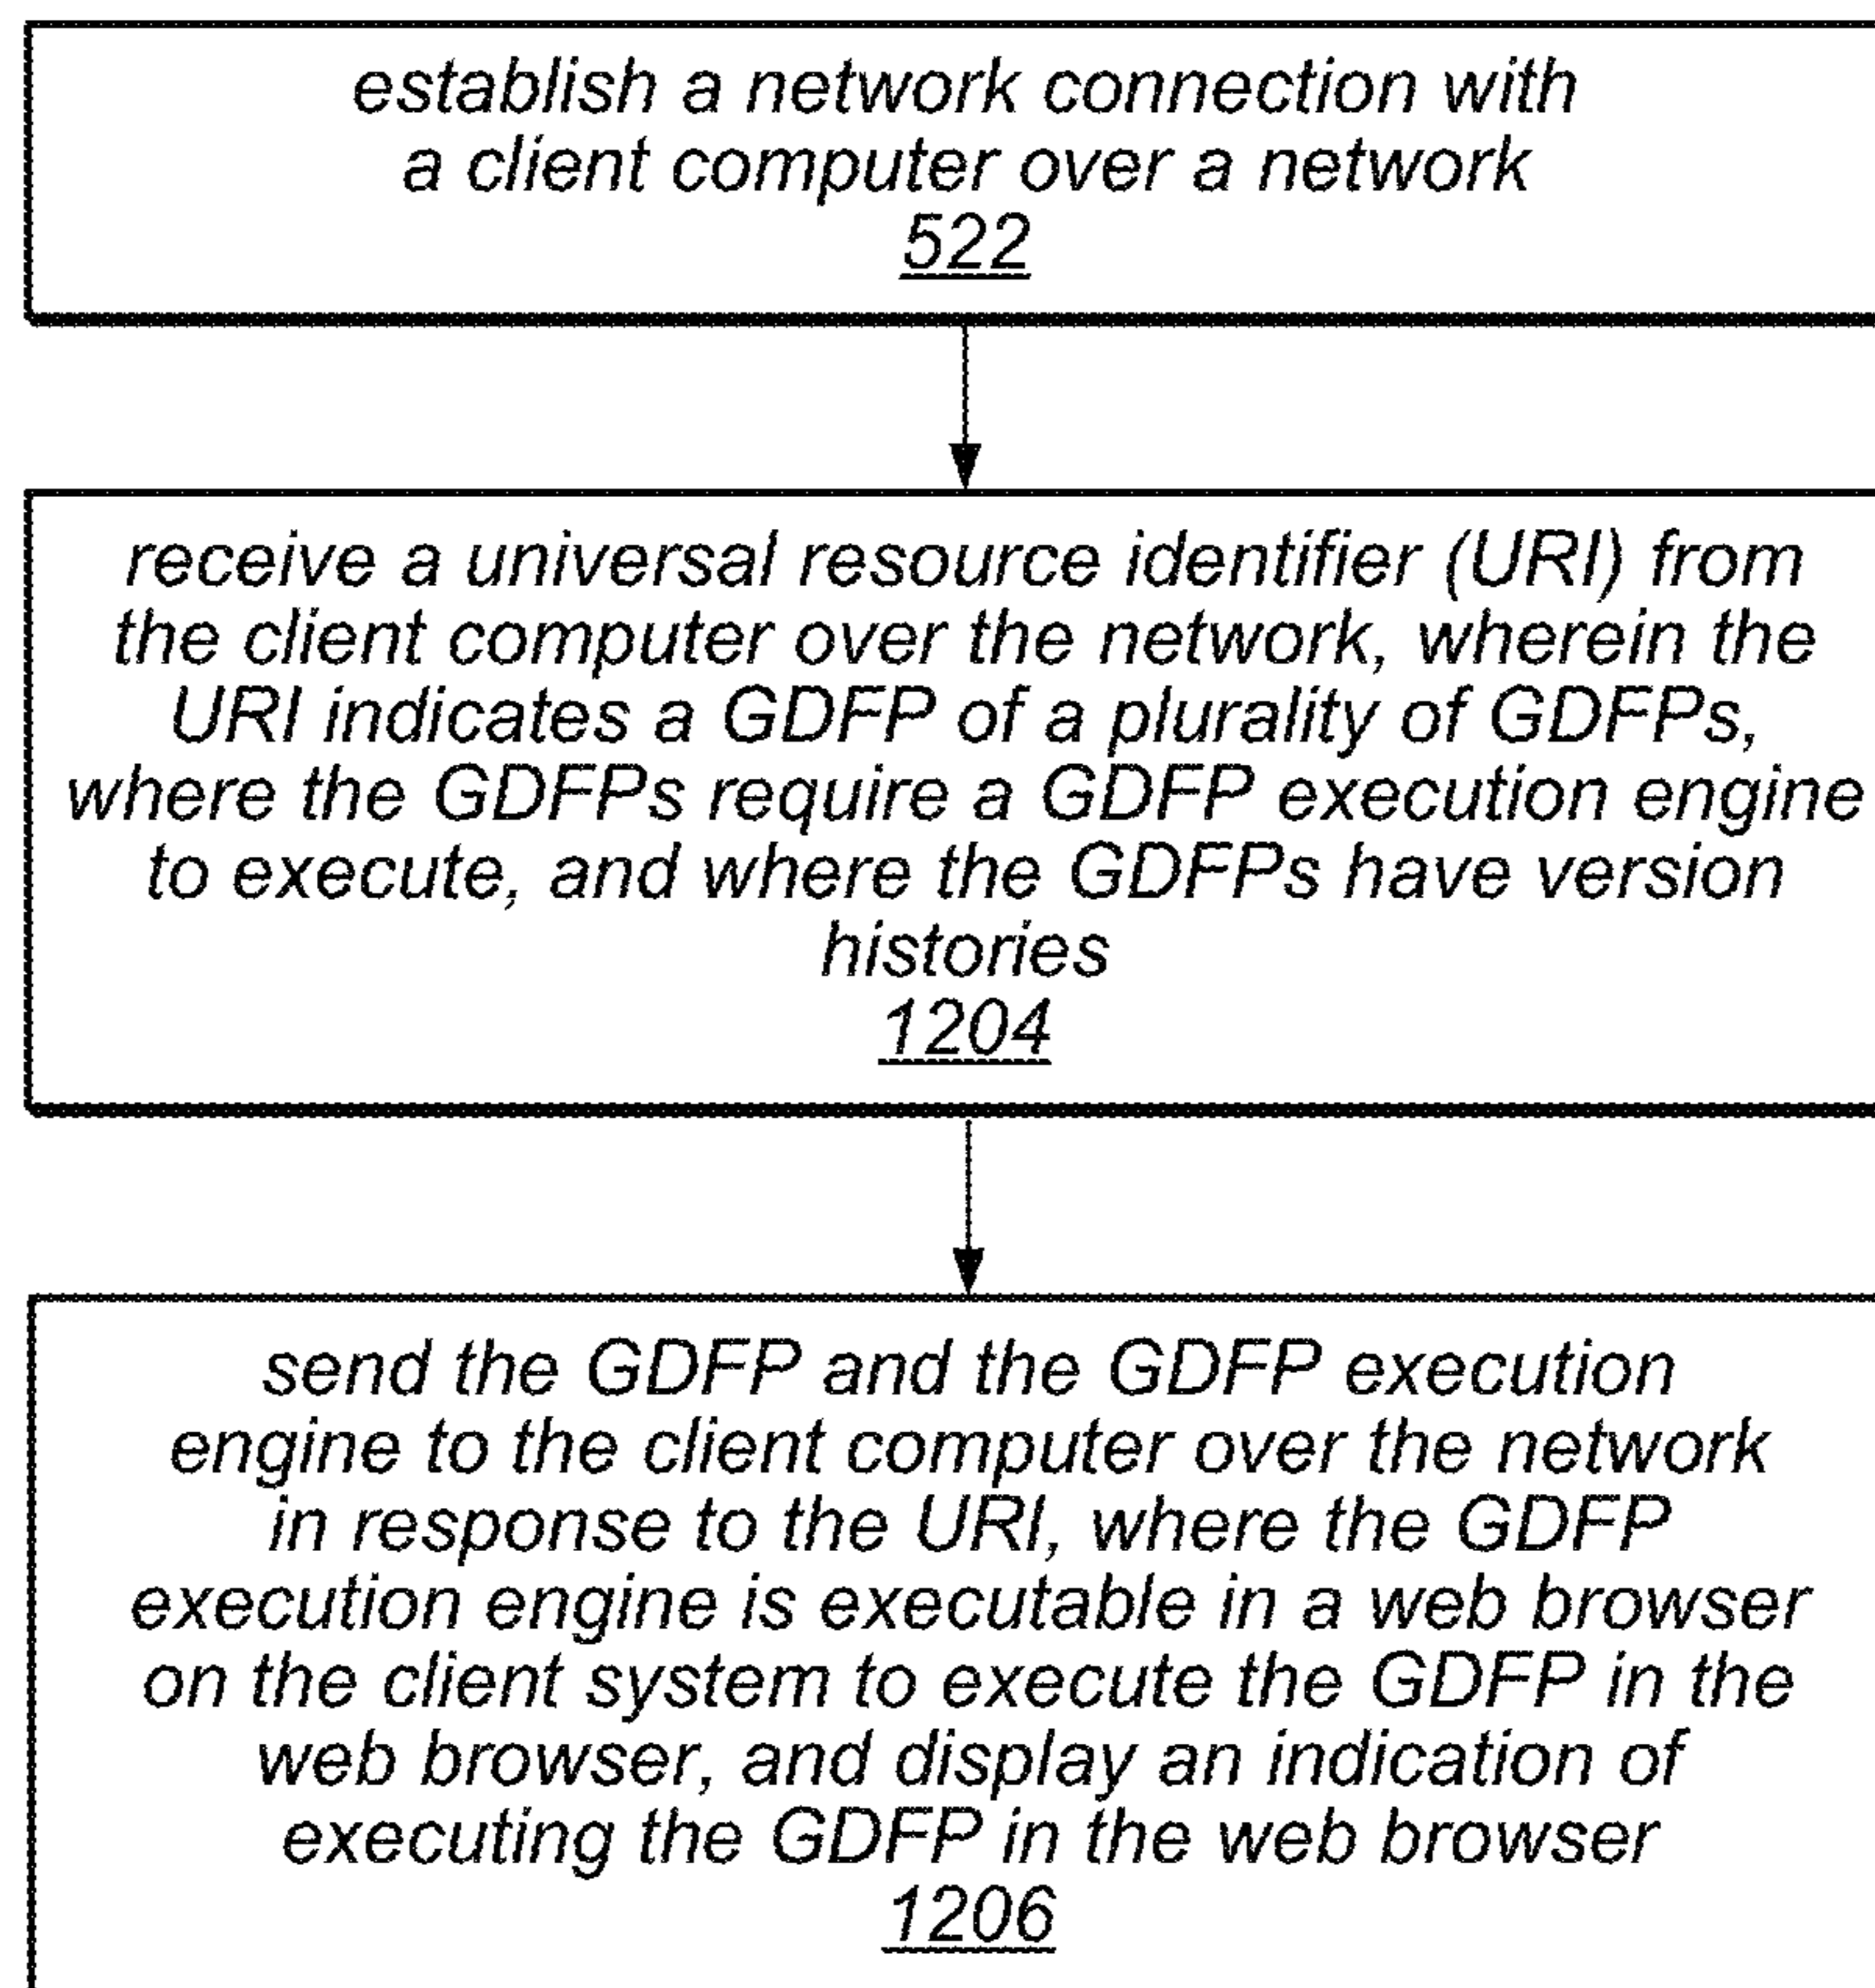 establish a network connection with
a client computer over a network
522
receive a universal resource identifier (URI) from
the client computer over the network, wherein the
URI indicates a GDFP of a plurality of GDFPs,
where the GDFPs require a GDFP execution engine
to execute, and where the GDFPs have version
histories
1204
send the GDFP and the GDFP execution
engine to the client computer over the network
in response to the URI, where the GDFP
execution engine is executable in a web browser
on the client system to execute the GDFP in the
web browser, and display an indication of
executing the GDFP in the web browser
1206